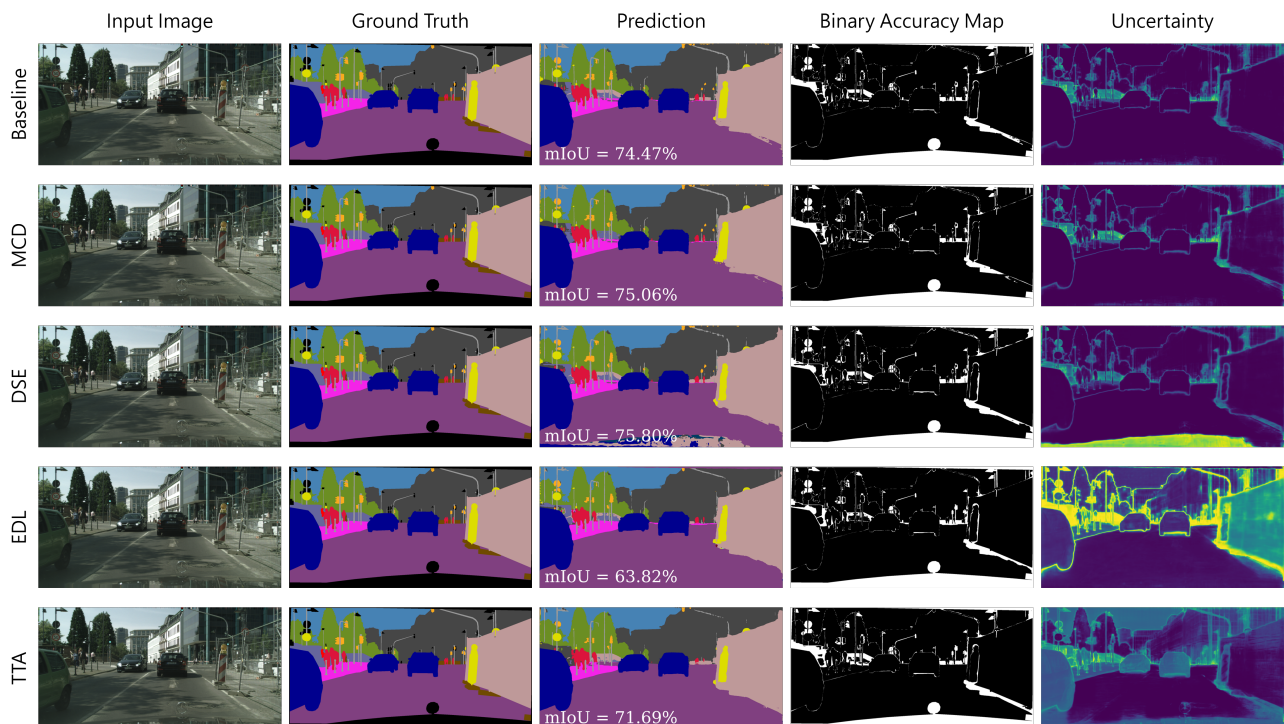 Input Image Ground Truth Prediction Binary Accuracy Map Uncertainty
Baseline
mIoU = 74.47%
MCD
mIoU = 75.06%
DSE
mIoU = 75.80%
EDL
mIoU = 63.82%
TTA
mIoU = 71.69%